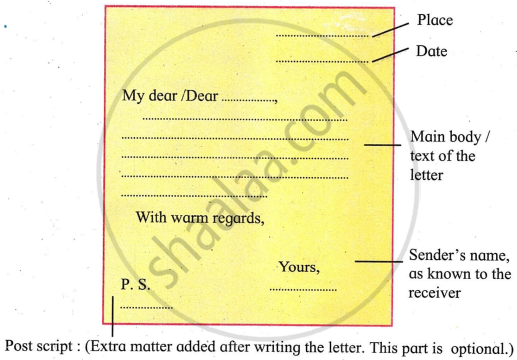 Place
Date
My dear /Dear ..............,
Main body /
text of the
letter
With warm regards,
Sender's name,
as known to the
receiver
Yours,
P. S.
Post script : (Extra matter added after writing the letter. This part is optional.)
shaalaa.com